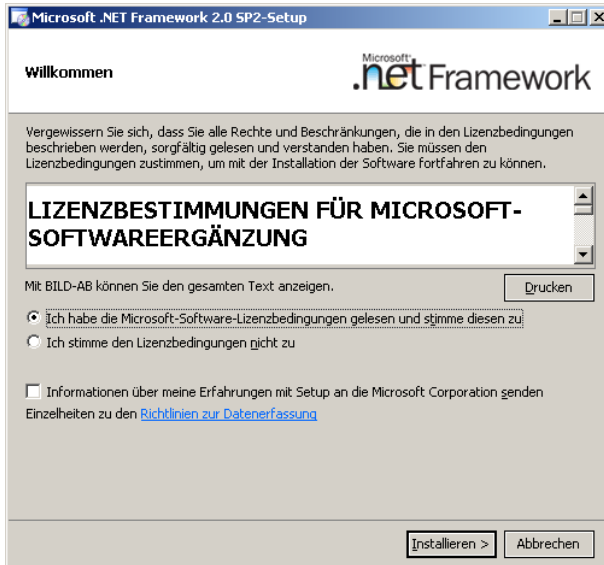 Microsoft .NET Framework 2.0 SP2-Setup
Willkommen
Microsoft
.net Framework
Vergewissern Sie sich, dass Sie alle Rechte und Beschränkungen, die in den Lizenzbedingungen
beschrieben werden, sorgfältig gelesen und verstanden haben. Sie müssen den
Lizenzbedingungen zustimmen, um mit der Installation der Software fortfahren zu können.
LIZENZBESTIMMUNGEN FÜR MICROSOFT-
SOFTWAREERGÄNZUNG
Mit BILD-AB können Sie den gesamten Text anzeigen.
Drucken
Ich habe die Microsoft-Software-Lizenzbedingungen gelesen und stimme diesen zu
Ich stimme den Lizenzbedingungen nicht zu
Informationen über meine Erfahrungen mit Setup an die Microsoft Corporation senden
Einzelheiten zu den Richtlinien zur Datenerfassung
Installieren >
Abbrechen